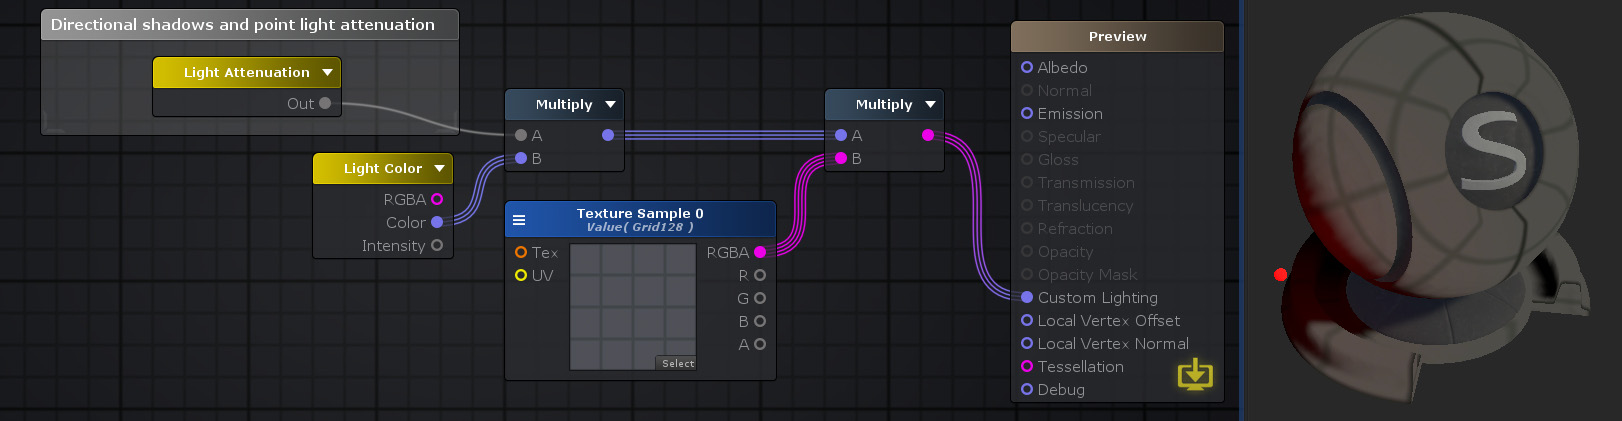 Directional shadows and point light attenuation
Light Attenuation
Out
Light Color
RGBA
Color
Intensity
Multiply
A
B
Texture Sample 0
Value( Grid128 )
Tex
UV
RGBA
R
G
B
A
Select
Multiply
A
B
Preview
Albedo
Normal
Emission
Specular
Gloss
Transmission
Translucency
Refraction
Opacity
Opacity Mask
Custom Lighting
Local Vertex Offset
Local Vertex Normal
Tessellation
Debug
S